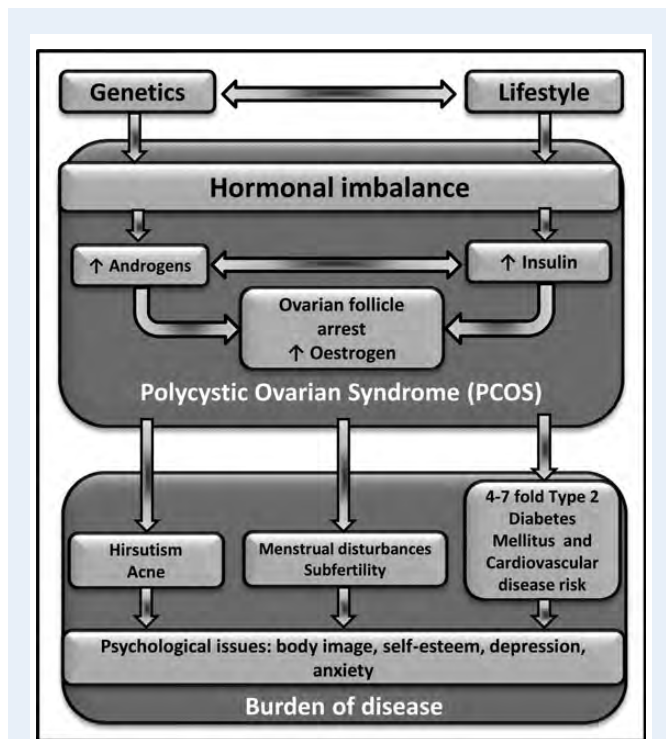 Genetics
Lifestyle
Hormonal imbalance
↑ Androgens
↑ Insulin
Ovarian follicle
arrest
↑ Oestrogen
Polycystic Ovarian Syndrome (PCOS)
Hirsutism
Acne
Menstrual disturbances
Subfertility
4-7 fold Type 2
Diabetes
Mellitus and
Cardiovascular
disease risk
Psychological issues: body image, self-esteem, depression,
anxiety
Burden of disease